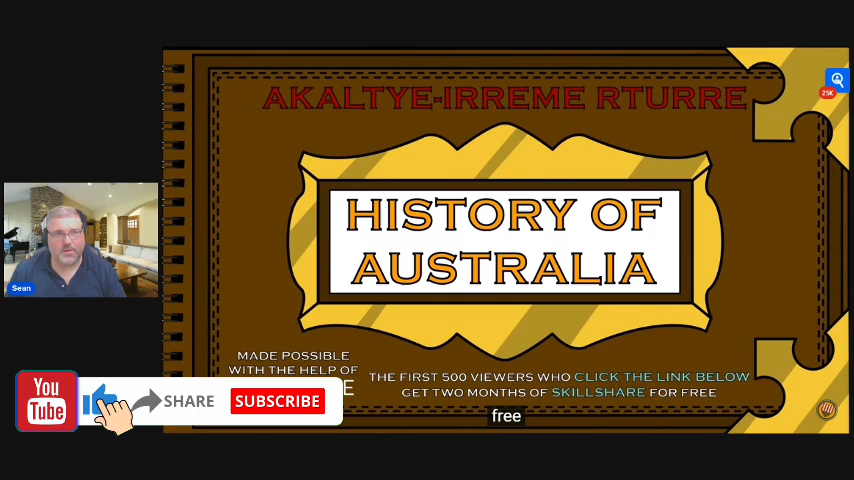 AKALTYE-IRREME RTURRE
25K
HISTORY OF
AUSTRALIA
Sean
MADE POSSIBLE
WITH THE HELP OF
E
THE FIRST 500 VIEWERS WHO CLICK THE LINK BELOW
GET TWO MONTHS OF SKILLSHARE FOR FREE
You
Tube
SHARE
SUBSCRIBE
free